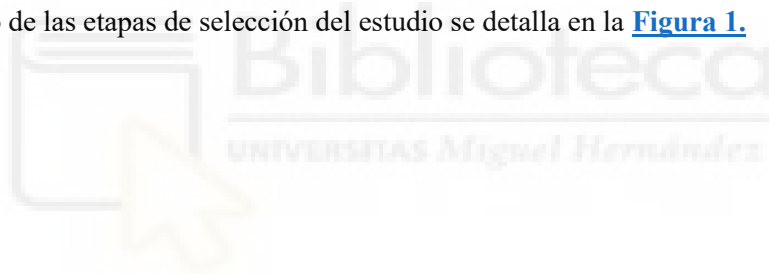 de las etapas de selección del estudio se detalla en la Figura 1.
Biblioteca
UNIVERSITAS Miguel Hernández